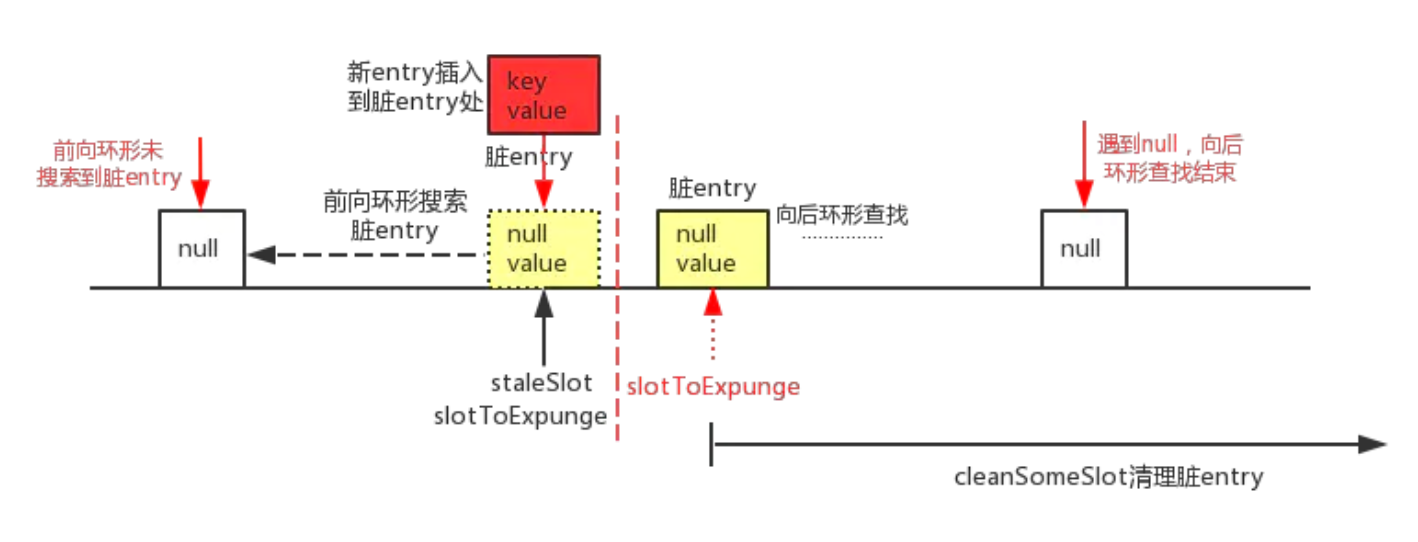 新entry插入
到脏entry处
key
value
前向环形未
搜索到脏entry
脏entry
遇到null，向后
环形查找结束
前向环形搜索
脏entry
脏entry
向后环形查找
null
null
value
null
value
null
staleSlot
slotToExpunge
slotToExpunge
cleanSomeSlot清理脏entry